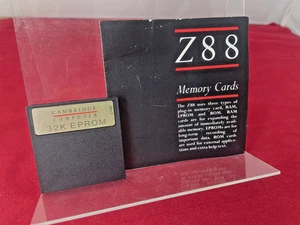 Z88
Memory Cards
The Z88 uses three types of
plug-in memory card, RAM,
EPROM and ROM. RAM
cards are for expanding the
amount of immediately avail-
able memory. EPROMs are for
long-term recording of
important data. ROM cards
are used for external applica-
tions and extra help text.
CAMBRIDGE
COMPUTER
32K EPROM